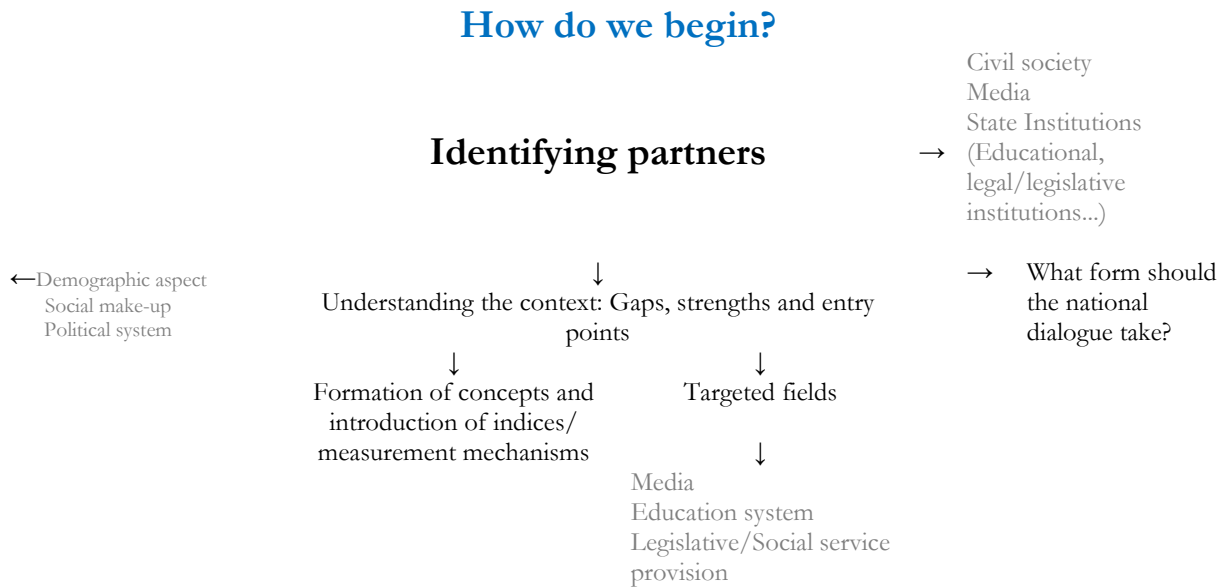 How do we begin?
Civil society
Media
State Institutions
(Educational,
legal/legislative
institutions...)
Identifying partners →
←Demographic aspect
Social make-up
Political system
↓
Understanding the context: Gaps, strengths and entry
points
→ What form should
the national
dialogue take?
↓ ↓
Formation of concepts and
introduction of indices/
measurement mechanisms
Targeted fields
↓
Media
Education system
Legislative/Social service
provision